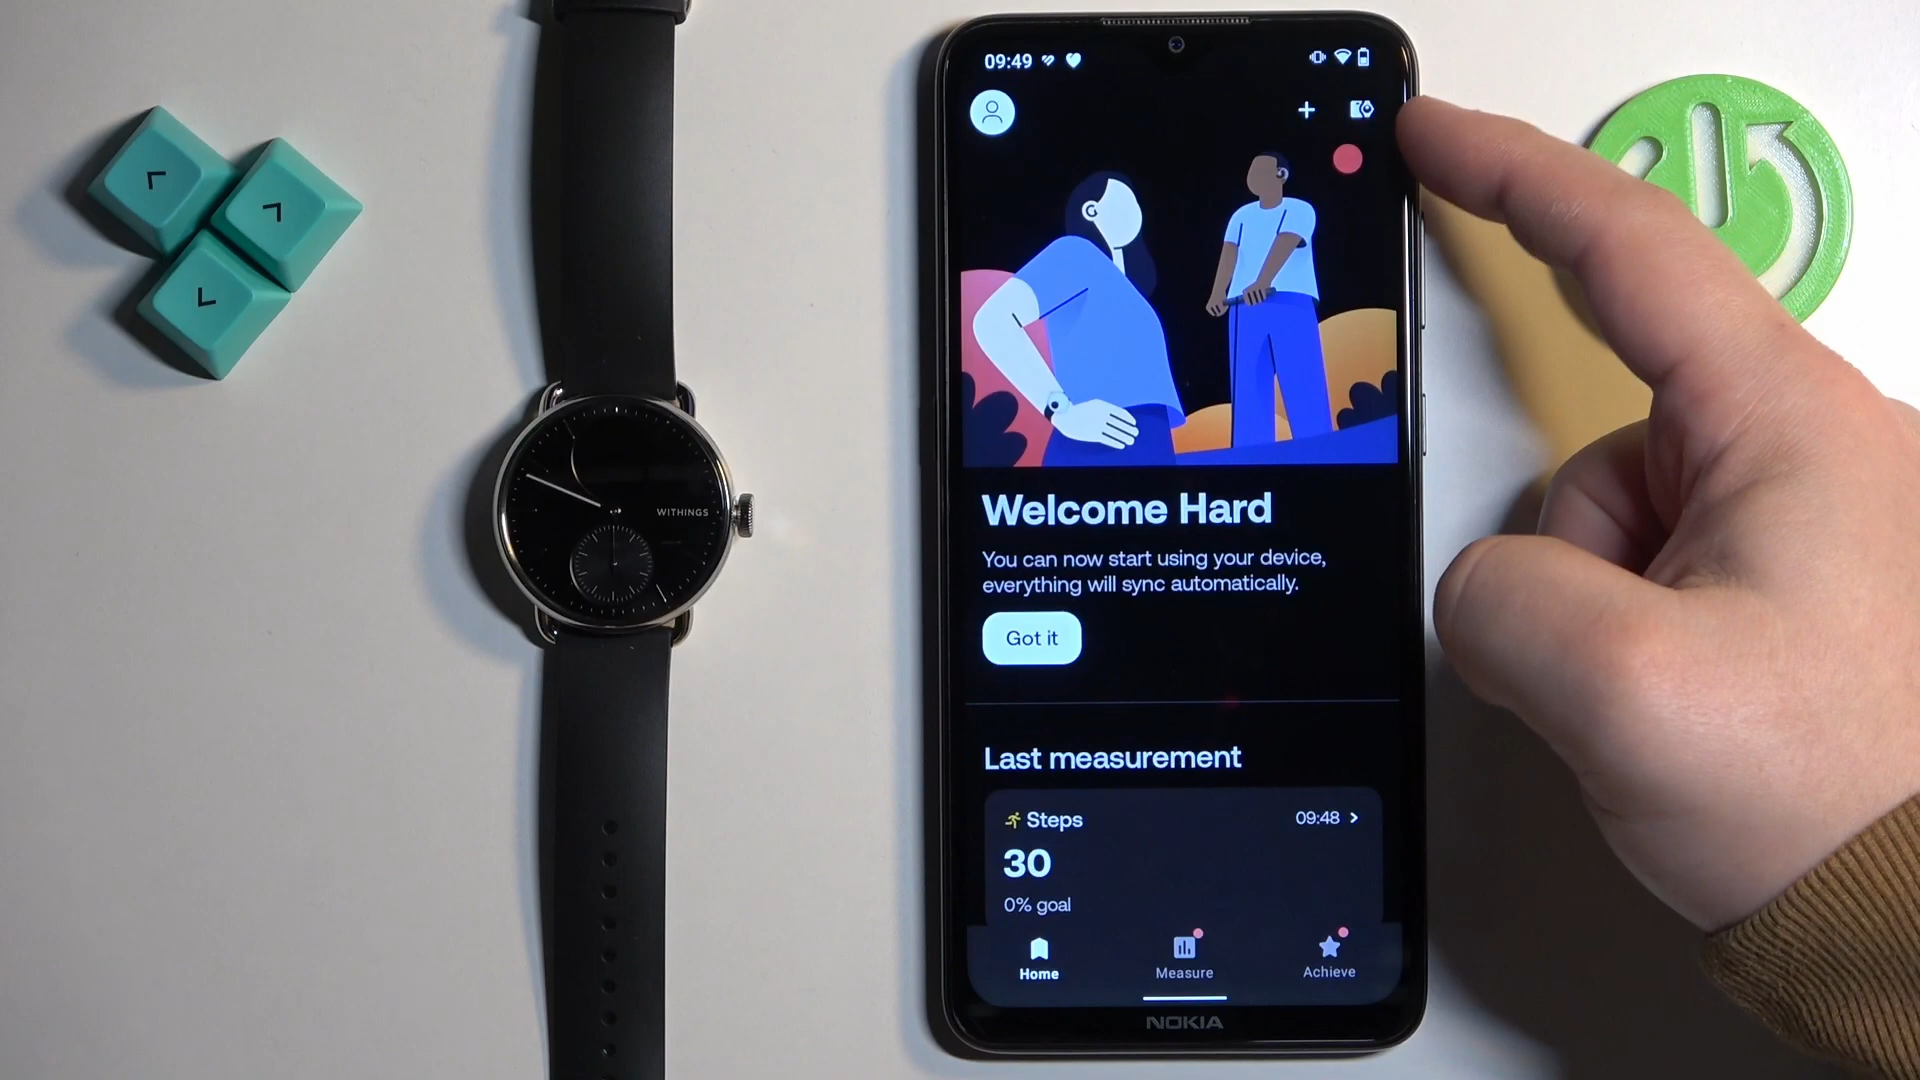 09:49
WITHINGS
Welcome Hard
You can now start using your device,
everything will sync automatically.
Got it
Last measurement
Steps
09:48
30
0% goal
Home
Measure
Achieve
NOKIA